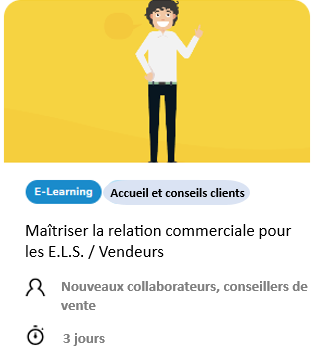 E-Learning Accueil et conseils clients
Maîtriser la relation commerciale pour
les E.L.S. / Vendeurs
Nouveaux collaborateurs, conseillers de
vente
3 jours